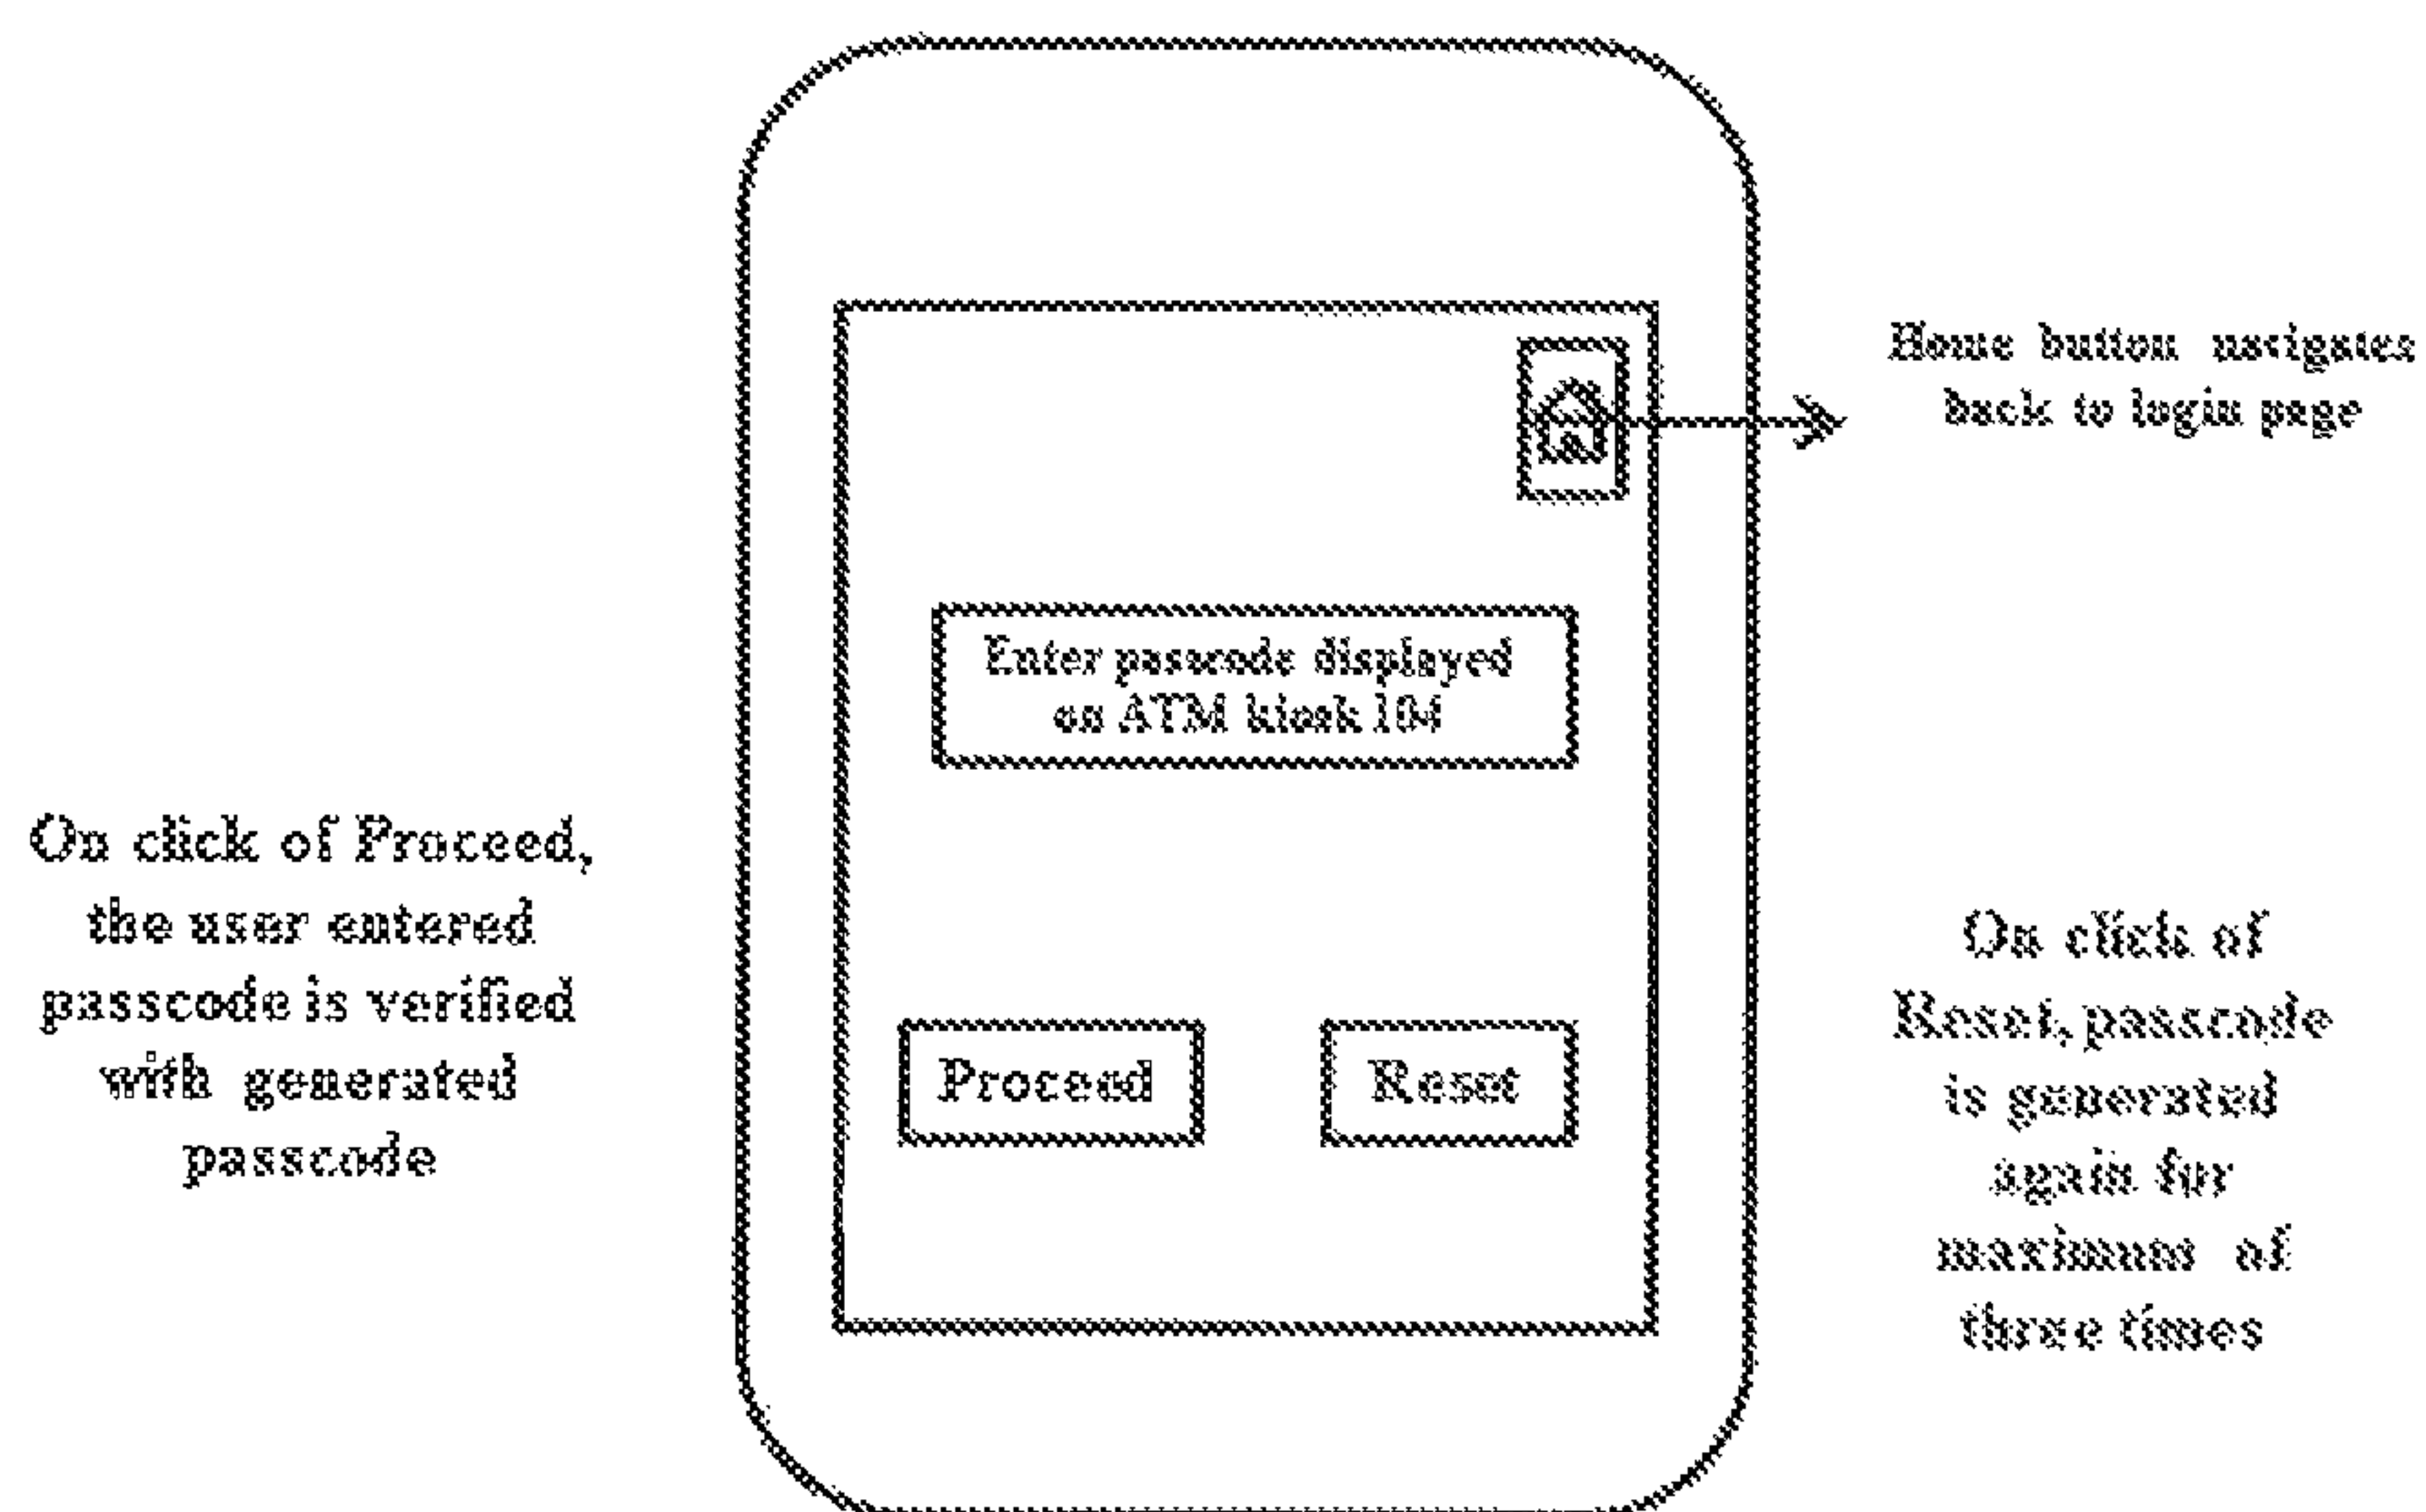 Home button navigates
back to login page
Enter passcode displayed
on ATM kiosk 104
On click of Proceed,
the user entered
passcode is verified
with generated
passcode
Proceed
Reset
On click of
Reset, passcode
is generated
again for
maximum of
three times